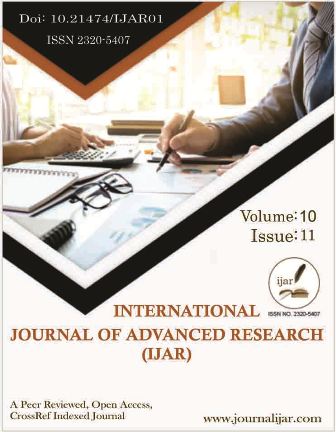 Doi: 10.21474/IJAR01
ISSN 2320-5407
Volume:10
Issue:11
ijar
ISSN NO. 2320-5407
INTERNATIONAL
JOURNAL OF ADVANCED RESEARCH
(IJAR)
A Peer Reviewed, Open Access,
CrossRef Indexed Journal
www.journalijar.com